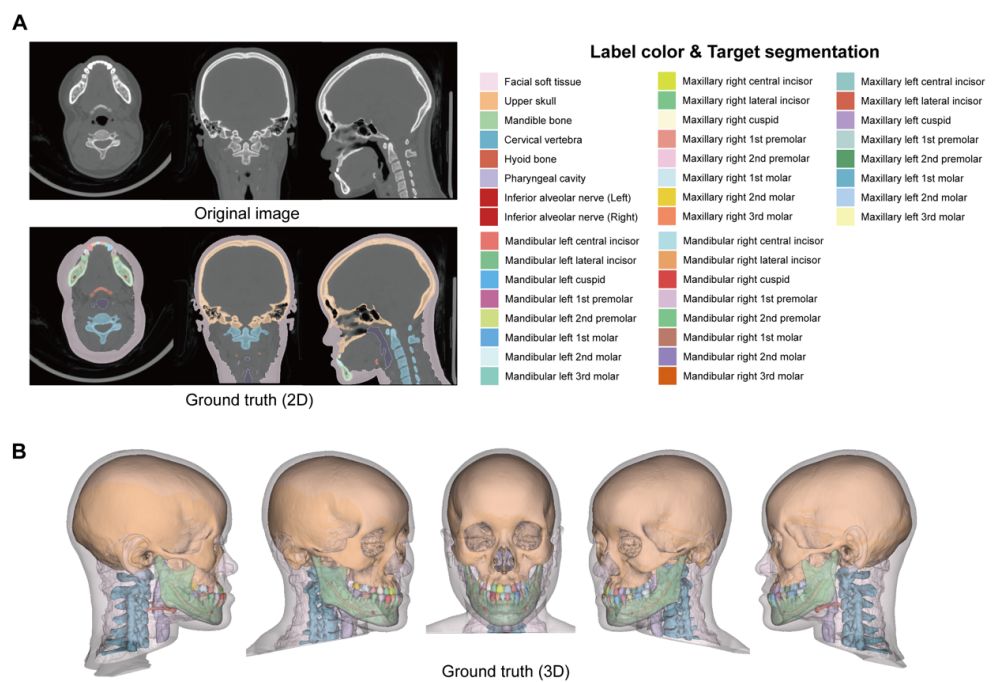 A
Original image
Ground truth (2D)
Label color & Target segmentation
Facial soft tissue
Upper skull
Mandible bone
Cervical vertebra
Hyoid bone
Pharyngeal cavity
Inferior alveolar nerve (Left)
Inferior alveolar nerve (Right)
Maxillary right central incisor
Maxillary right lateral incisor
Maxillary right cuspid
Maxillary right 1st premolar
Maxillary right 2nd premolar
Maxillary right 1st molar
Maxillary right 2nd molar
Maxillary right 3rd molar
Maxillary left central incisor
Maxillary left lateral incisor
Maxillary left cuspid
Maxillary left 1st premolar
Maxillary left 2nd premolar
Maxillary left 1st molar
Maxillary left 2nd molar
Maxillary left 3rd molar
Mandibular left central incisor
Mandibular left lateral incisor
Mandibular left cuspid
Mandibular left 1st premolar
Mandibular left 2nd premolar
Mandibular left 1st molar
Mandibular left 2nd molar
Mandibular left 3rd molar
Mandibular right central incisor
Mandibular right lateral incisor
Mandibular right cuspid
Mandibular right 1st premolar
Mandibular right 2nd premolar
Mandibular right 1st molar
Mandibular right 2nd molar
Mandibular right 3rd molar
B
Ground truth (3D)